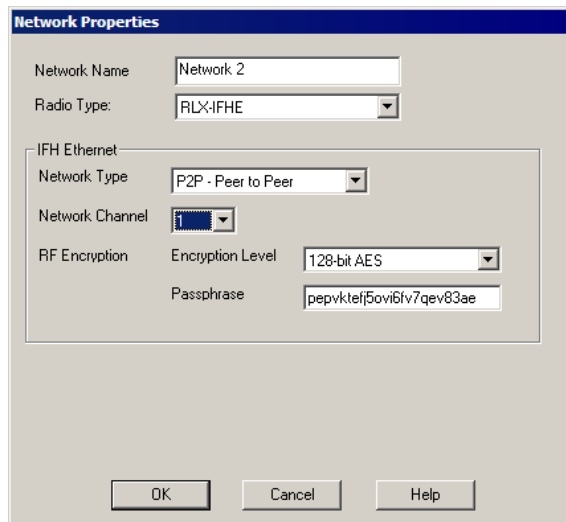 Network Properties
Network Name Network 2
Radio Type: RLX-IFHE
IFH Ethernet
Network Type P2P - Peer to Peer
Network Channel 1
RF Encryption Encryption Level 128-bit AES
Passphrase pepvktefj5ovi6fv7qev83ae
OK Cancel Help